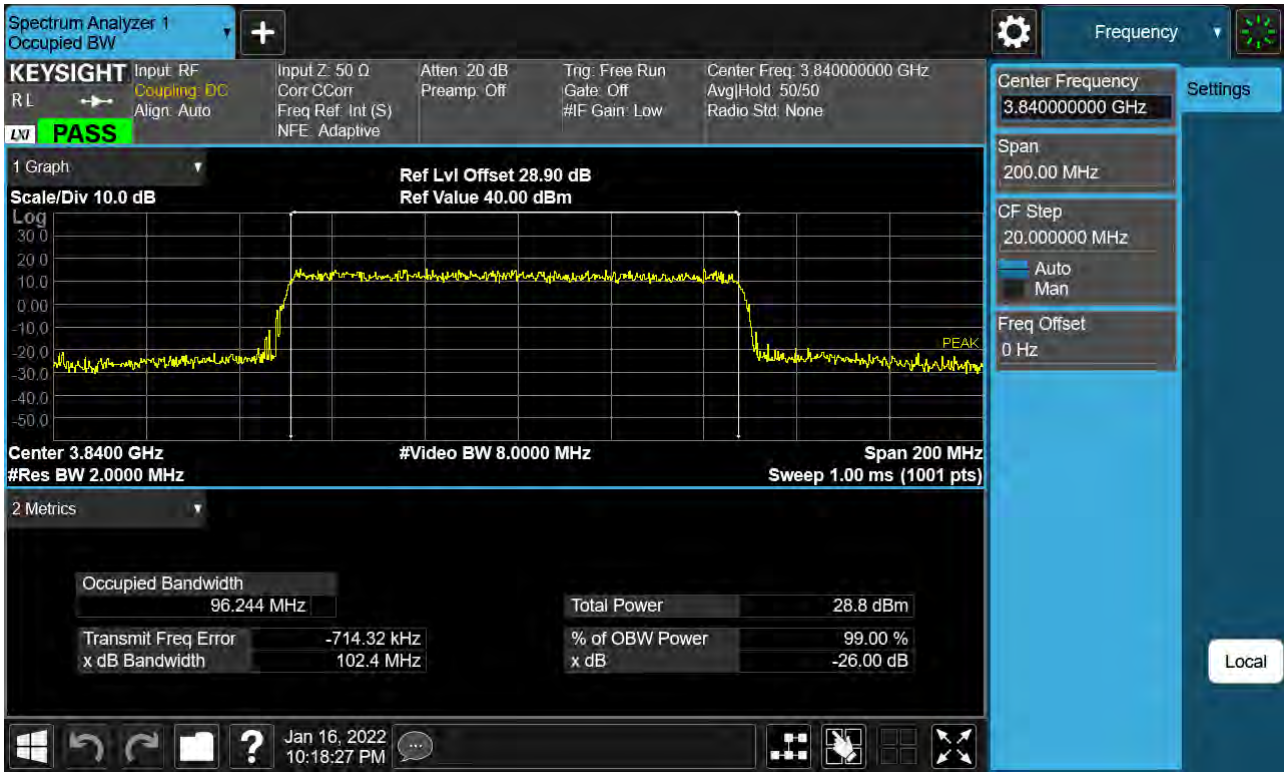 Spectrum Analyzer 1
Occupied BW
Frequency
KEYSIGHT
RL
LXI
PASS
Input: RF
Coupling: DC
Align: Auto
Input Z: 50 Ω
Corr CCorr
Freq Ref: Int (S)
NFE: Adaptive
Atten: 20 dB
Preamp: Off
Trig: Free Run
Gate: Off
#IF Gain: Low
Center Freq: 3.840000000 GHz
Avg|Hold: 50/50
Radio Std: None
Center Frequency
3.840000000 GHz
Settings
Span
200.00 MHz
CF Step
20.000000 MHz
Auto
Man
Freq Offset
0 Hz
1 Graph
Scale/Div 10.0 dB
Ref Lvl Offset 28.90 dB
Ref Value 40.00 dBm
Log
30.0
20.0
10.0
0.00
-10.0
-20.0
-30.0
-40.0
-50.0
PEAK
Center 3.8400 GHz
#Video BW 8.0000 MHz
Span 200 MHz
#Res BW 2.0000 MHz
Sweep 1.00 ms (1001 pts)
2 Metrics
Occupied Bandwidth
96.244 MHz
Total Power
28.8 dBm
Transmit Freq Error
-714.32 kHz
% of OBW Power
99.00 %
x dB Bandwidth
102.4 MHz
x dB
-26.00 dB
Local
Jan 16, 2022
10:18:27 PM